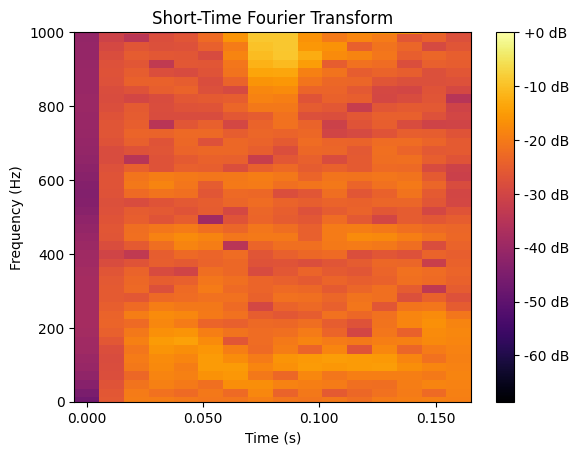 Short-Time Fourier Transform
1000
800
600
400
200
0
Frequency (Hz)
0.000
0.050
0.100
0.150
Time (s)
+0 dB
-10 dB
-20 dB
-30 dB
-40 dB
-50 dB
-60 dB